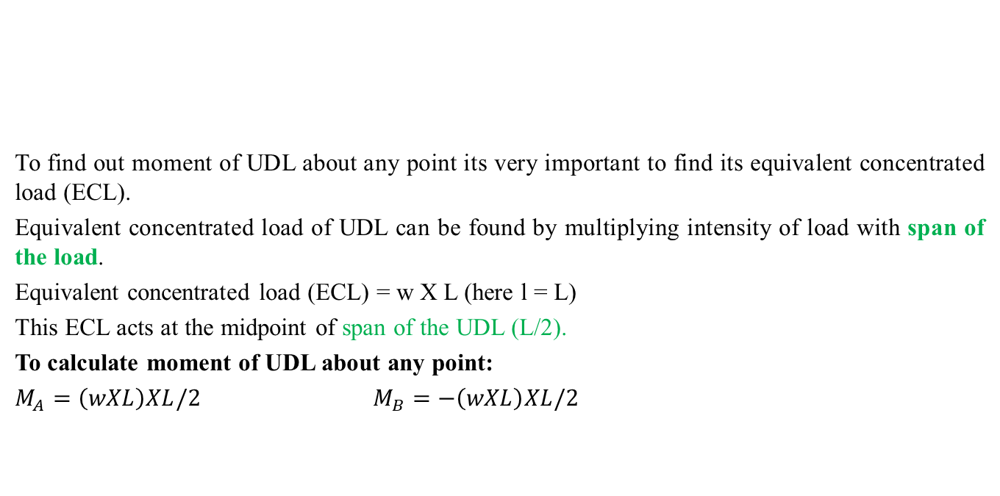 To find out moment of UDL about any point its very important to find its equivalent concentrated
load (ECL).
Equivalent concentrated load of UDL can be found by multiplying intensity of load with span of
the load.
Equivalent concentrated load (ECL) = w X L (here l = L)
This ECL acts at the midpoint of span of the UDL (L/2).
To calculate moment of UDL about any point:
M_A = (wXL)XL/2 M_B = −(wXL)XL/2